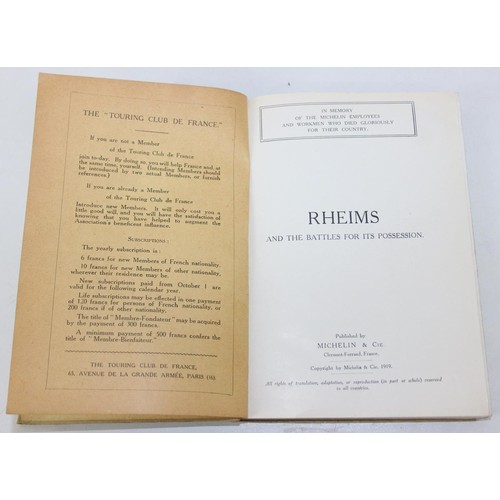 THE "TOURING CLUB DE FRANCE."
If you are not a Member
of the Touring Club de France
join to-day. By doing so, you will help France and, at
the same time, yourself. (Intending Members should
be introduced by two actual Members, or furnish
references.)
If you are already a Member
of the Touring Club de France
Introduce new Members. It will only cost you a
little good will, and you will have the satisfaction of
knowing that you have helped to augment the
Association's beneficent influence.
SUBSCRIPTIONS:
The yearly subscription is:
6 francs for new Members of French nationality.
10 francs for new Members of other nationality,
wherever their residence may be.
New subscriptions paid from October 1 are
valid for the following calendar year.
Life subscriptions may be effected in one payment
of 120 francs for persons of French nationality, or
200 francs if of other nationality.
The title of "Membre-Fondateur" may be acquired
by the payment of 300 francs.
A minimum payment of 500 francs confers the
title of "Membre-Bienfaiteur."
THE TOURING CLUB DE FRANCE,
65, AVENUE DE LA GRANDE ARMÉE, PARIS (16)
IN MEMORY
OF THE MICHELIN EMPLOYEES
AND WORKMEN WHO DIED GLORIOUSLY
FOR THEIR COUNTRY.
RHEIMS
AND THE BATTLES FOR ITS POSSESSION.
Published by
MICHELIN & CIE.
Clermont-Ferrand, France.
Copyright by Michelin & Cie. 1919.
All rights of translation, adaptation, or reproduction (in part or whole) reserved
in all countries.